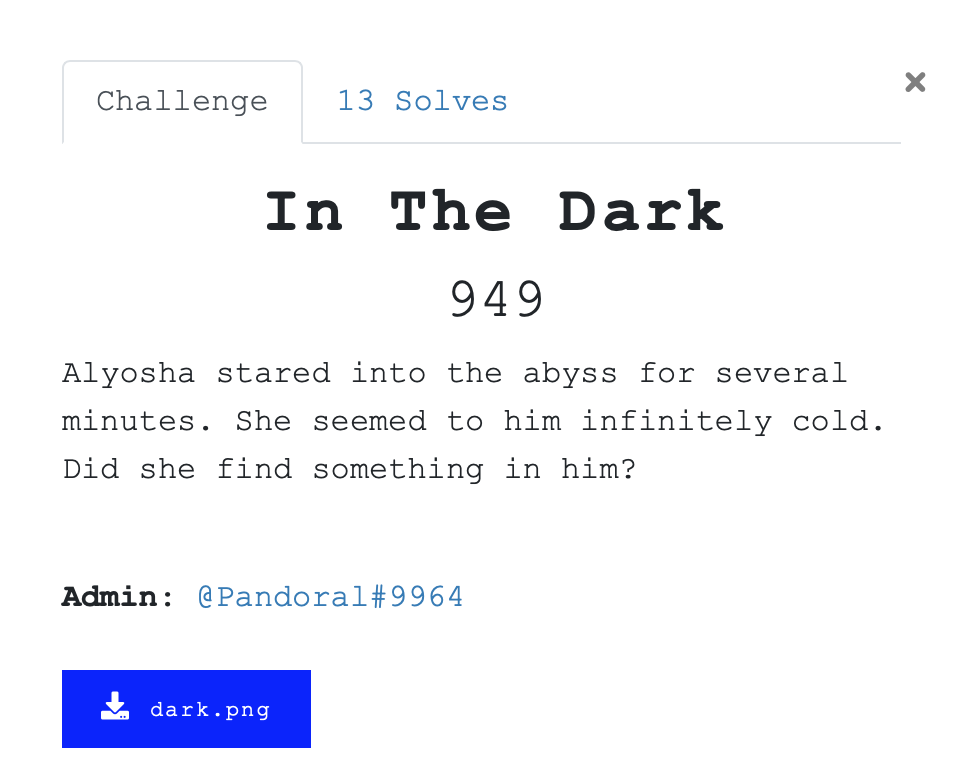 Challenge
13 Solves
In The Dark
949
Alyosha stared into the abyss for several
minutes. She seemed to him infinitely cold.
Did she find something in him?
Admin: @Pandoral#9964
dark.png